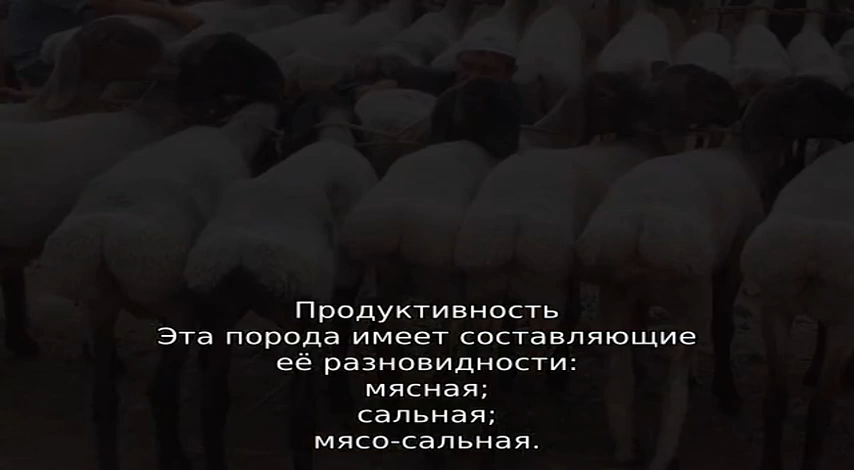 Продуктивность
Эта порода имеет составляющие
её разновидности:
мясная;
сальная;
мясо-сальная.